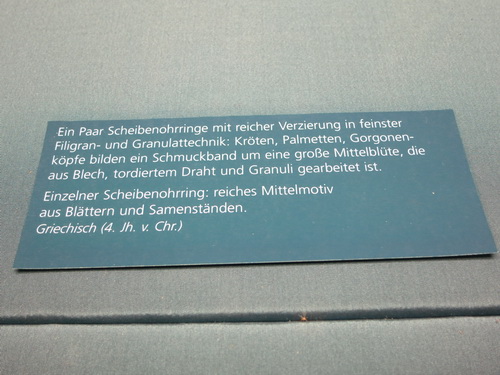 Ein Paar Scheibenohrringe mit reicher Verzierung in feinster
Filigran- und Granulattechnik: Kröten, Palmetten, Gorgonen-
köpfe bilden ein Schmuckband um eine große Mittelblüte, die
aus Blech, tordiertem Draht und Granuli gearbeitet ist.
Einzelner Scheibenohrring: reiches Mittelmotiv
aus Blättern und Samenständen.
Griechisch (4. Jh. v. Chr.)